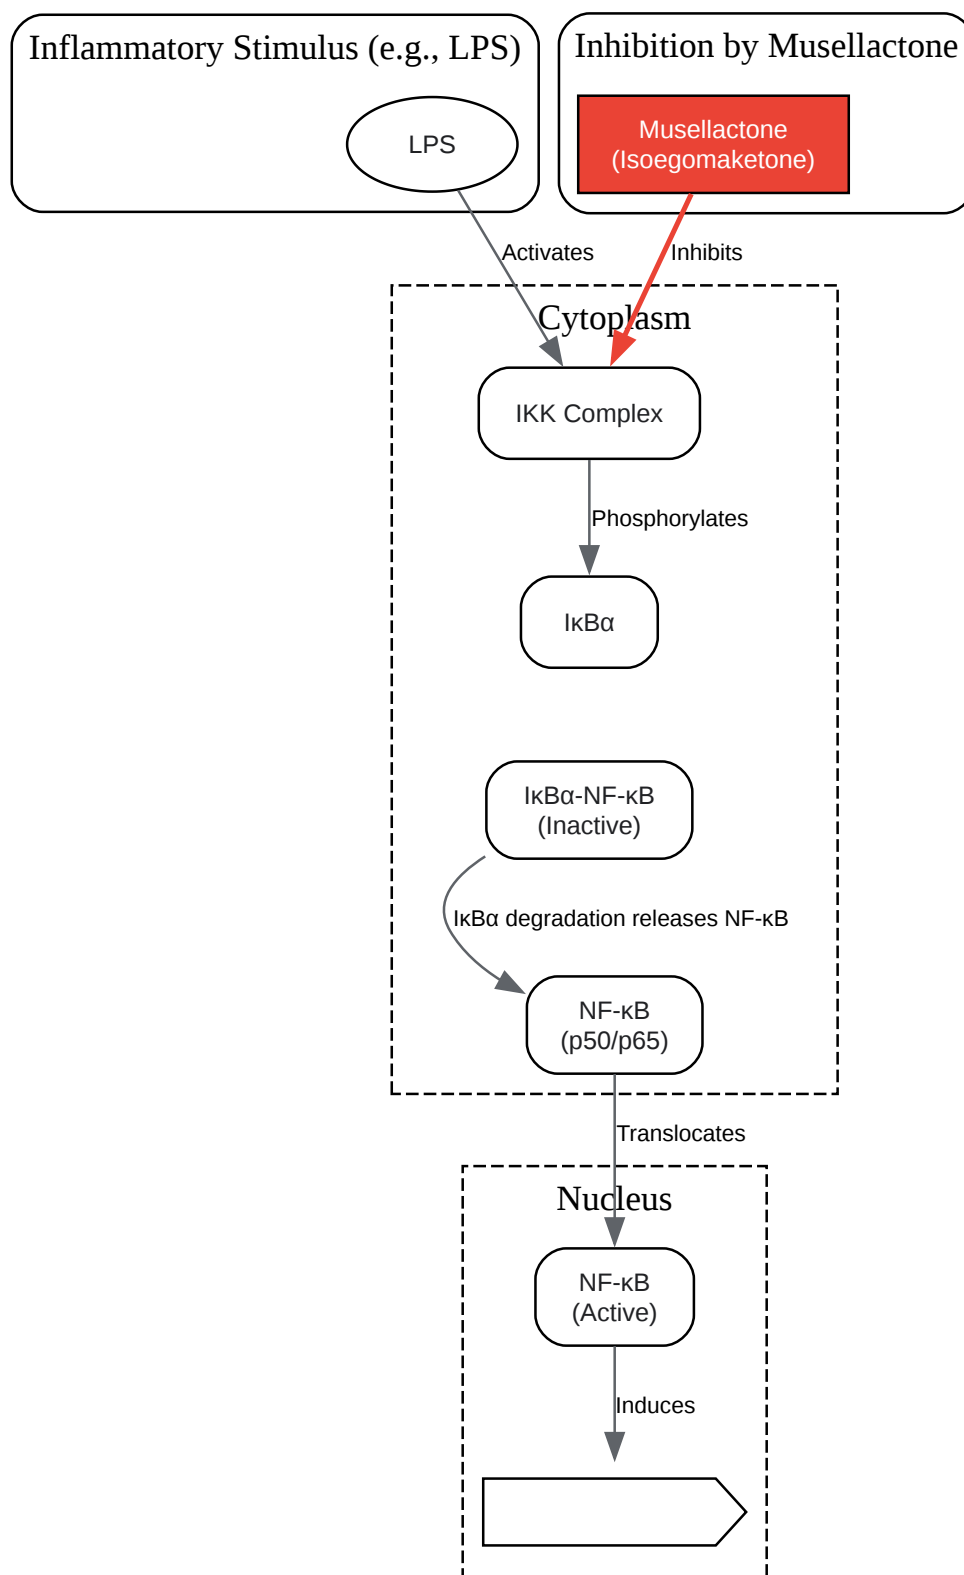 Inflammatory Stimulus (e.g., LPS)
Inhibition by Musellactone
LPS
Musellactone
(Isoegomaketone)
Activates
Inhibits
Cytoplasm
IKK Complex
Phosphorylates
IκBα
IκBα-NF-κB
(Inactive)
IκBα degradation releases NF-κB
NF-κB
(p50/p65)
Translocates
Nucleus
NF-κB
(Active)
Induces